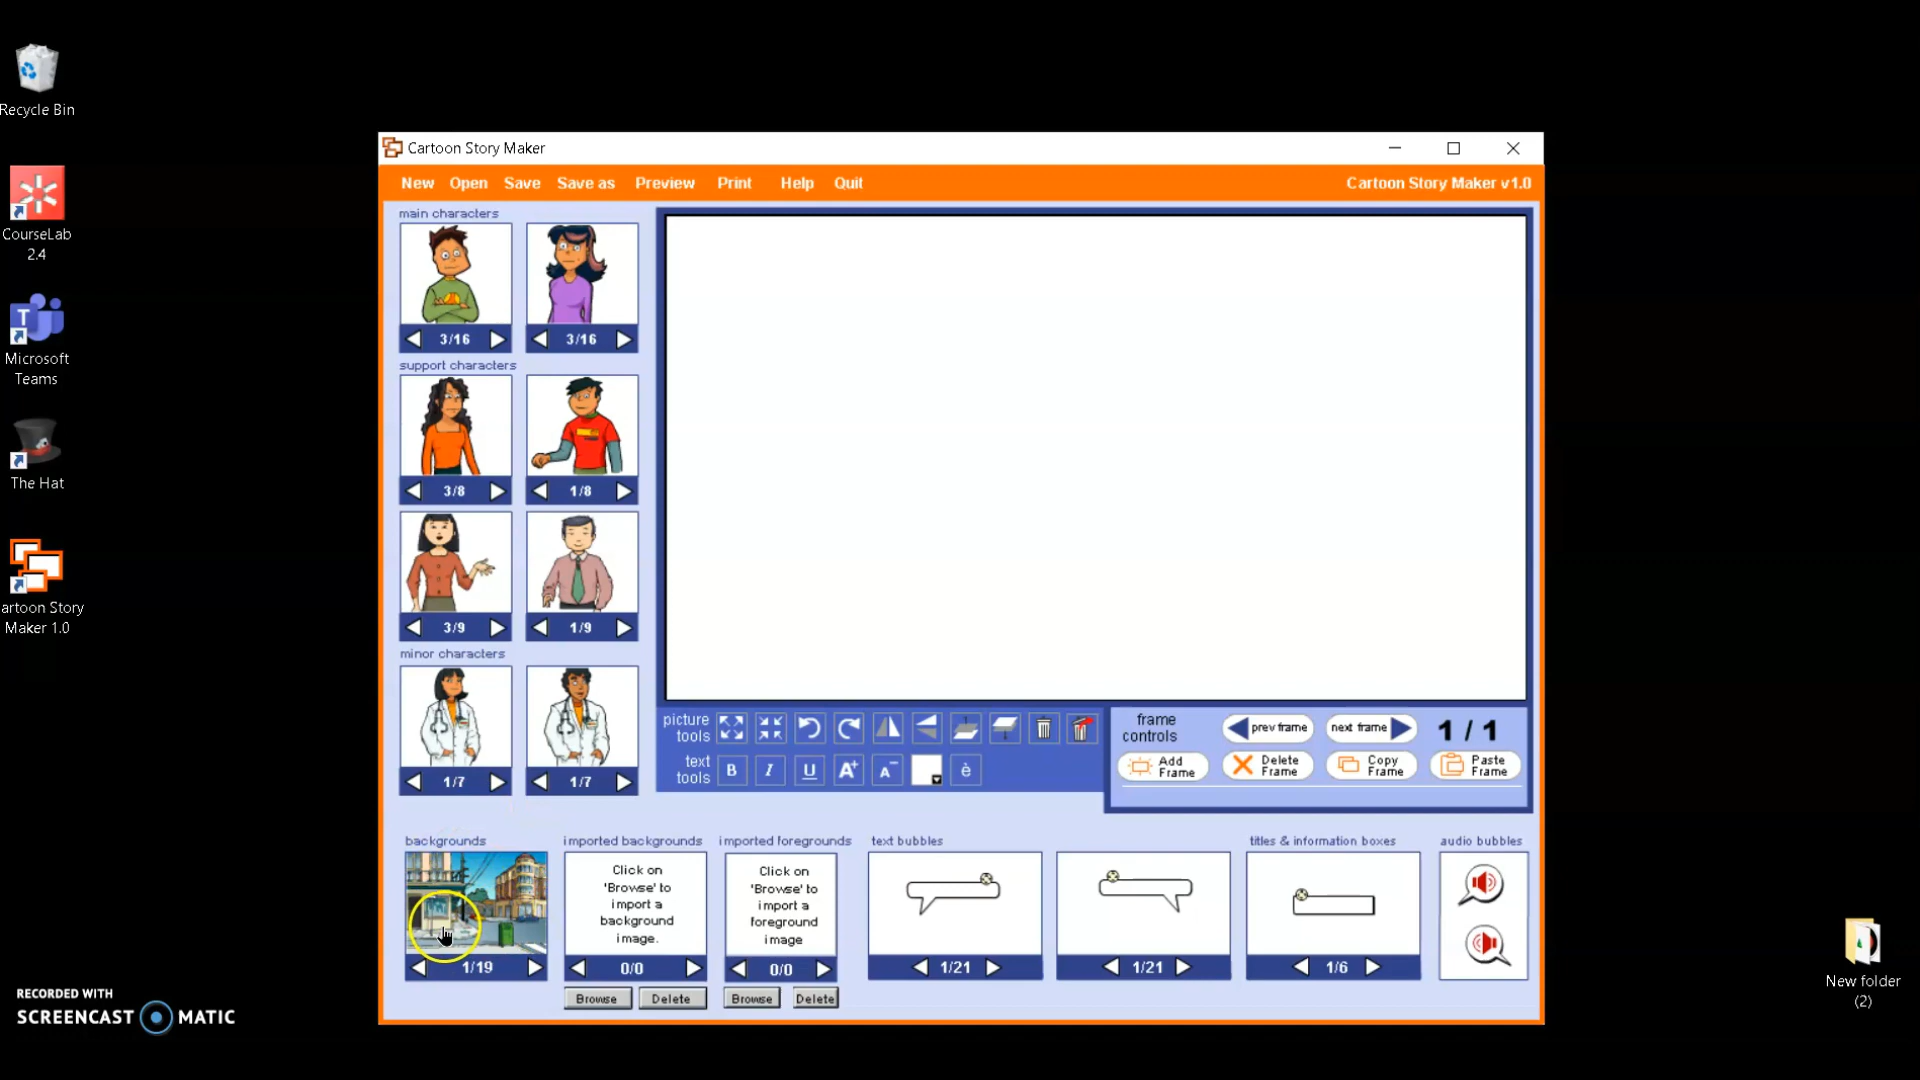 Recycle Bin
CourseLab
2.4
Microsoft
Teams
The Hat
artoon Story
Maker 1.0
RECORDED WITH
SCREENCAST MATIC
Cartoon Story Maker
New Open Save Save as Preview Print Help Quit
Cartoon Story Maker v1.0
main characters
3/16
3/16
support characters
3/8
1/8
3/9
1/9
minor characters
1/7
1/7
picture
tools
text
tools
B I U A+ A- è
frame
controls
prev frame
next frame
1 / 1
Add
Frame
Delete
Frame
Copy
Frame
Paste
Frame
backgrounds
1/19
imported backgrounds
Click on
'Browse' to
import a
background
image.
0/0
Browse Delete
imported foregrounds
Click on
'Browse' to
import a
foreground
image
0/0
Browse Delete
text bubbles
1/21
1/21
titles & information boxes
1/6
audio bubbles
New folder
(2)